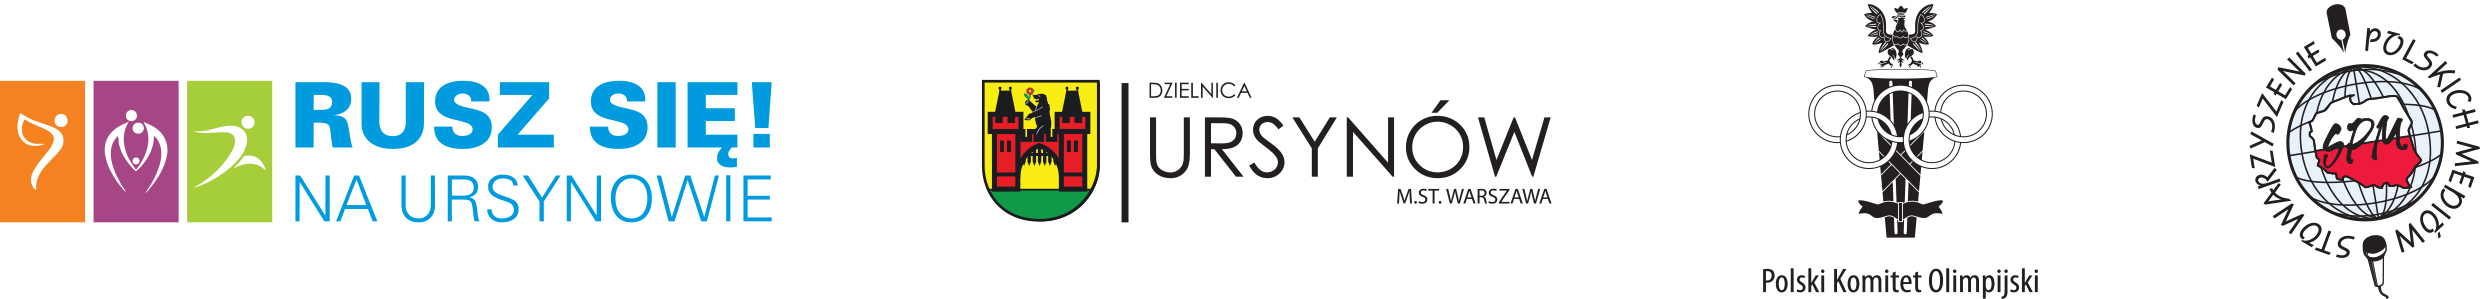 RUSZ SIĘ!
NA URSYNOWIE
DZIELNICA
URSYNÓW
M.ST. WARSZAWA
Polski Komitet Olimpijski
STOWARZYSZENIE POLSKICH MEDIÓW
SPM